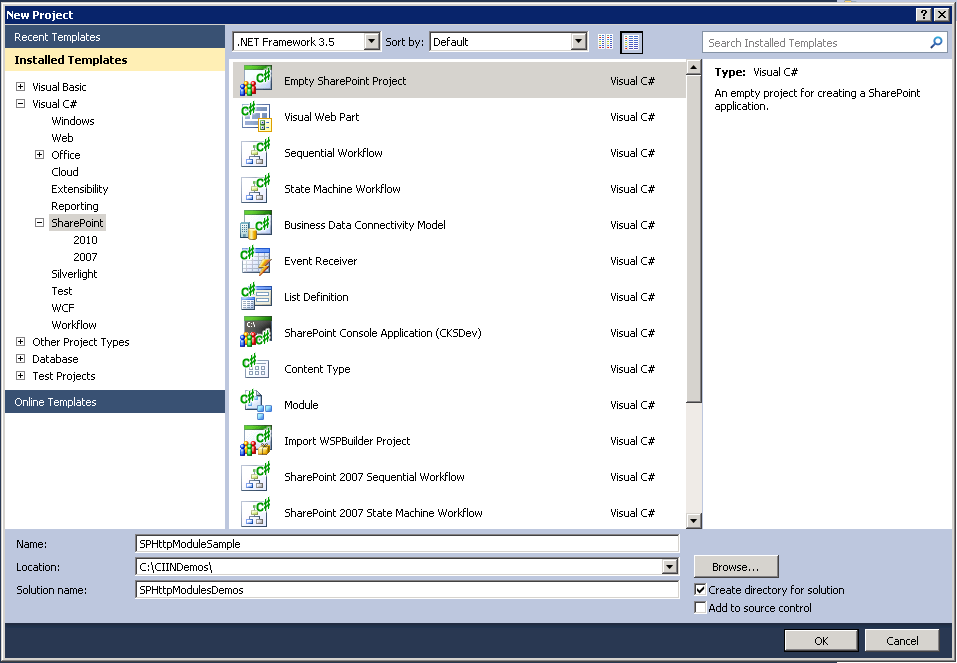 New Project
Recent Templates
Installed Templates
Visual Basic
Visual C#
Windows
Web
Office
Cloud
Extensibility
Reporting
SharePoint
2010
2007
Silverlight
Test
WCF
Workflow
Other Project Types
Database
Test Projects
Online Templates
.NET Framework 3.5 Sort by: Default
Empty SharePoint Project Visual C#
Visual Web Part Visual C#
Sequential Workflow Visual C#
State Machine Workflow Visual C#
Business Data Connectivity Model Visual C#
Event Receiver Visual C#
List Definition Visual C#
SharePoint Console Application (CKSDev) Visual C#
Content Type Visual C#
Module Visual C#
Import WSPBuilder Project Visual C#
SharePoint 2007 Sequential Workflow Visual C#
SharePoint 2007 State Machine Workflow Visual C#
Search Installed Templates
Type: Visual C#
An empty project for creating a SharePoint
application.
Name: SPHttpModuleSample
Location: C:\CIINDemos\ Browse...
Solution name: SPHttpModulesDemos
Create directory for solution
Add to source control
OK Cancel